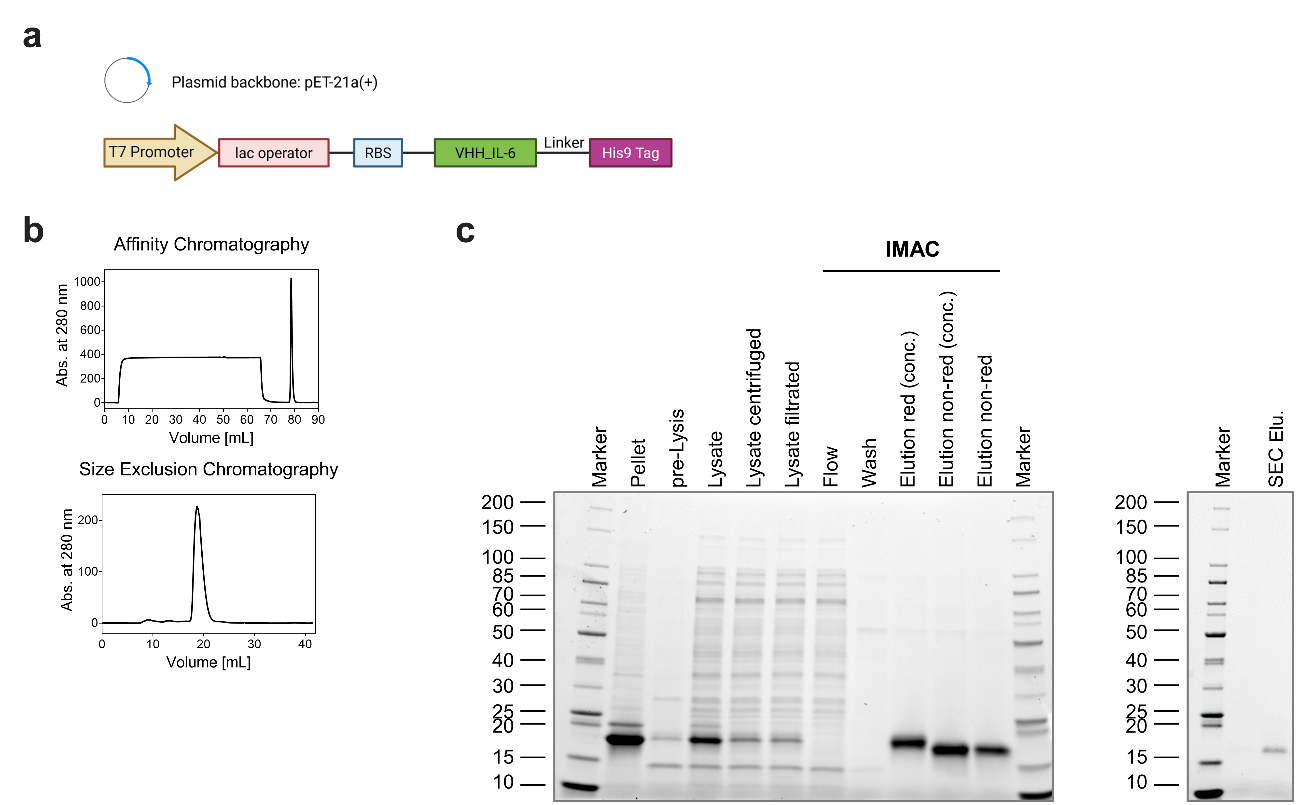 a
Plasmid backbone: pET-21a(+)
T7 Promoter
lac operator
RBS
VHH_IL-6
Linker
His9 Tag
b
Affinity Chromatography
Abs. at 280 nm
1000
800
600
400
200
0
0 10 20 30 40 50 60 70 80 90
Volume [mL]
Size Exclusion Chromatography
Abs. at 280 nm
200
100
0
0 10 20 30 40
Volume [mL]
c
IMAC
Marker
Pellet
pre-Lysis
Lysate
Lysate centrifuged
Lysate filtrated
Flow
Wash
Elution red (conc.)
Elution non-red (conc.)
Elution non-red
Marker
200
150
100
85
70
60
50
40
30
25
20
15
10
Marker
SEC Elu.
200
150
100
85
70
60
50
40
30
25
20
15
10